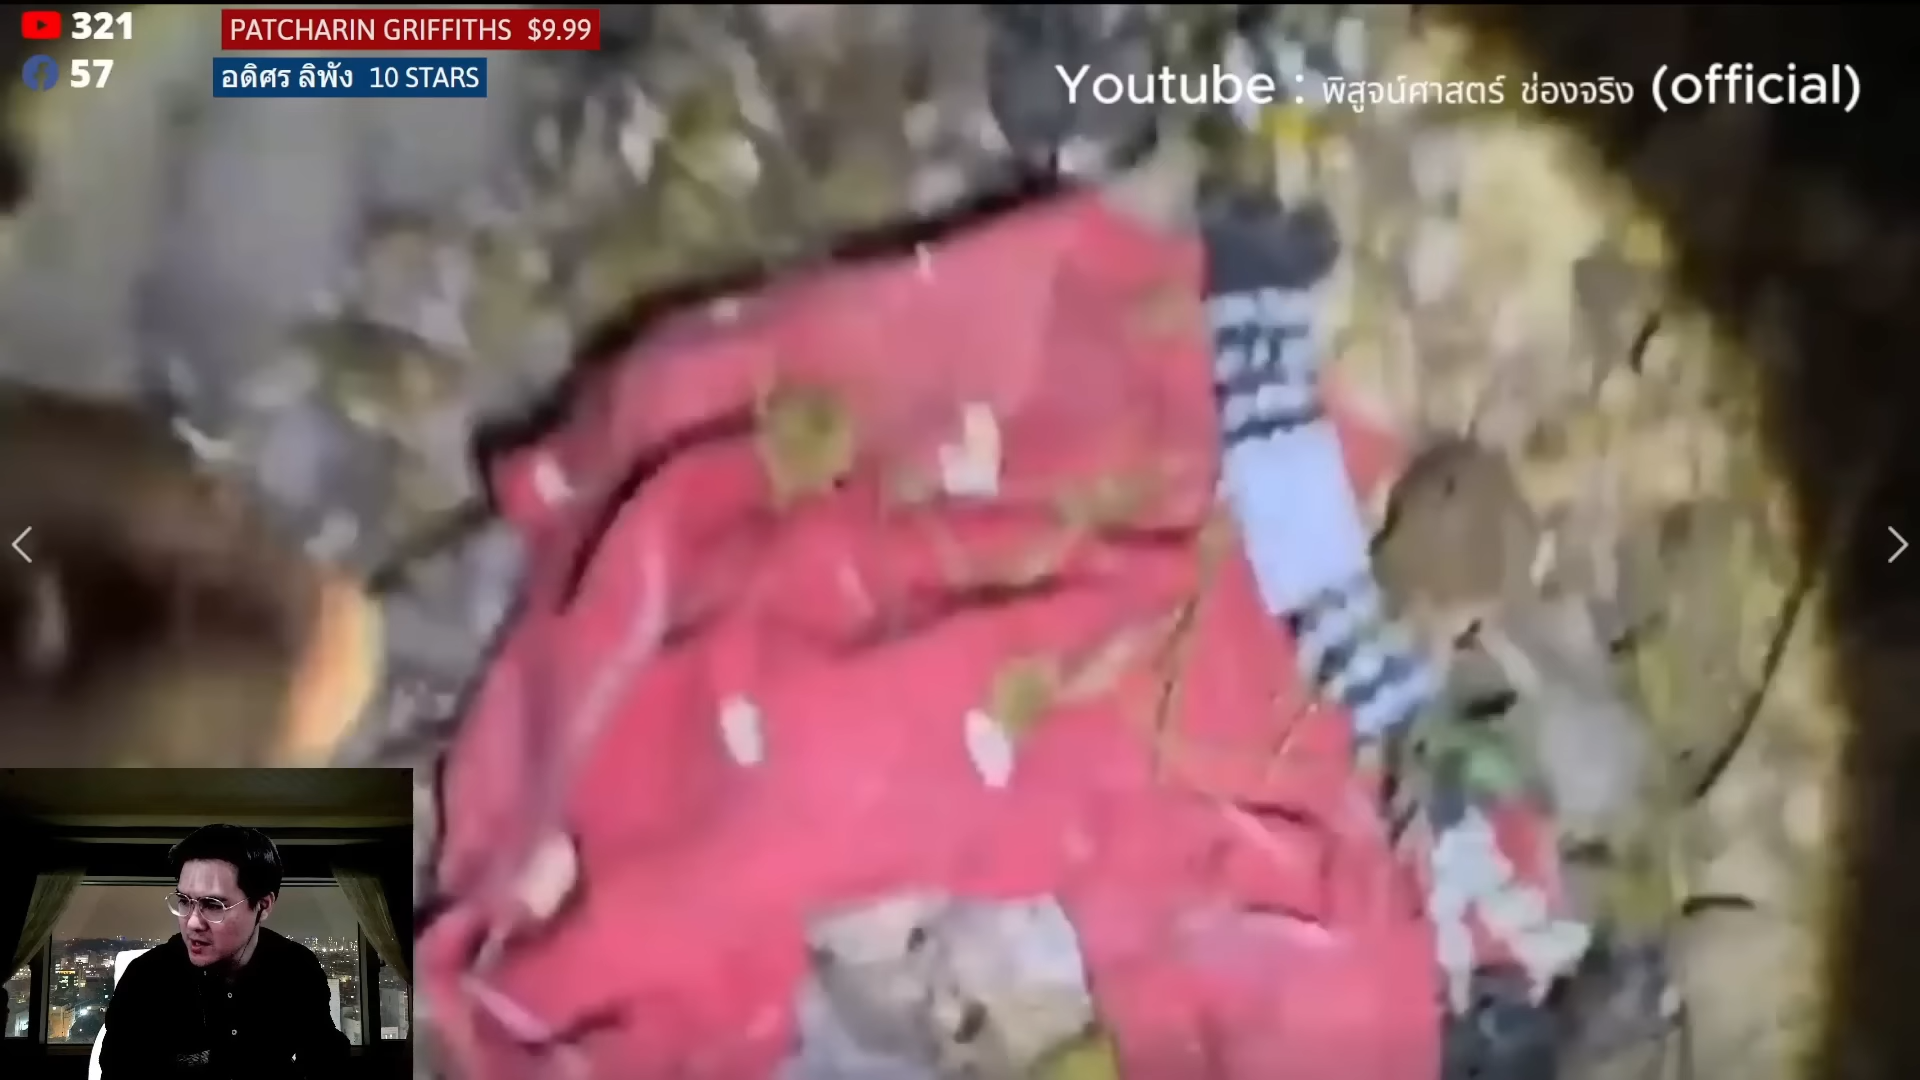 321
PATCHARIN GRIFFITHS $9.99
57
อดิศร ลิพัง 10 STARS
Youtube : พิสูจน์ศาสตร์ ช่องจริง (official)